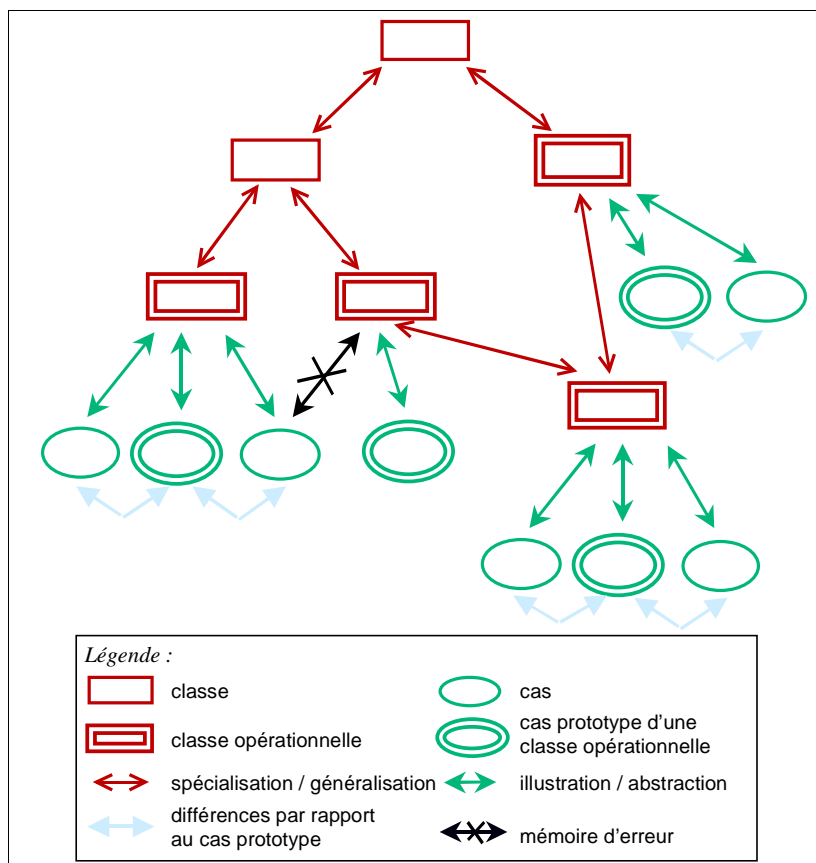 Légende :
classe
cas
classe opérationnelle
cas prototype d'une
classe opérationnelle
spécialisation / généralisation
illustration / abstraction
différences par rapport
au cas prototype
mémoire d'erreur